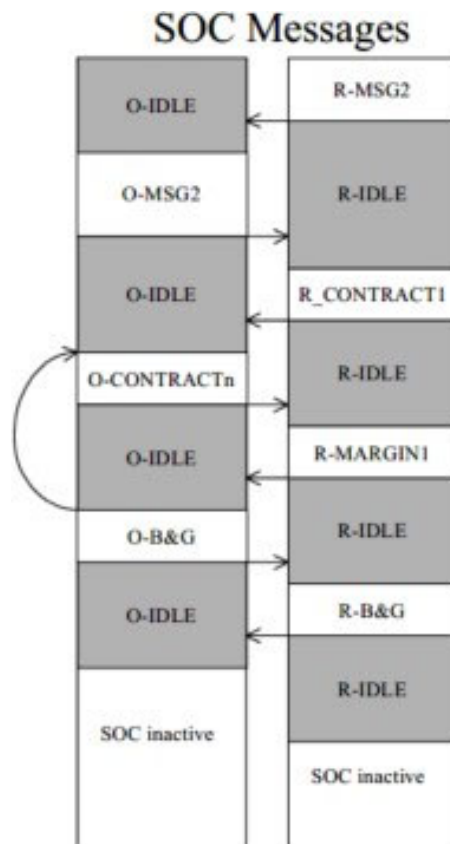 SOC Messages
O-IDLE
R-MSG2
O-MSG2
R-IDLE
O-IDLE
R_CONTRACT1
O-CONTRACTn
R-IDLE
O-IDLE
R-MARGIN1
O-B&G
R-IDLE
O-IDLE
R-B&G
R-IDLE
SOC inactive
SOC inactive